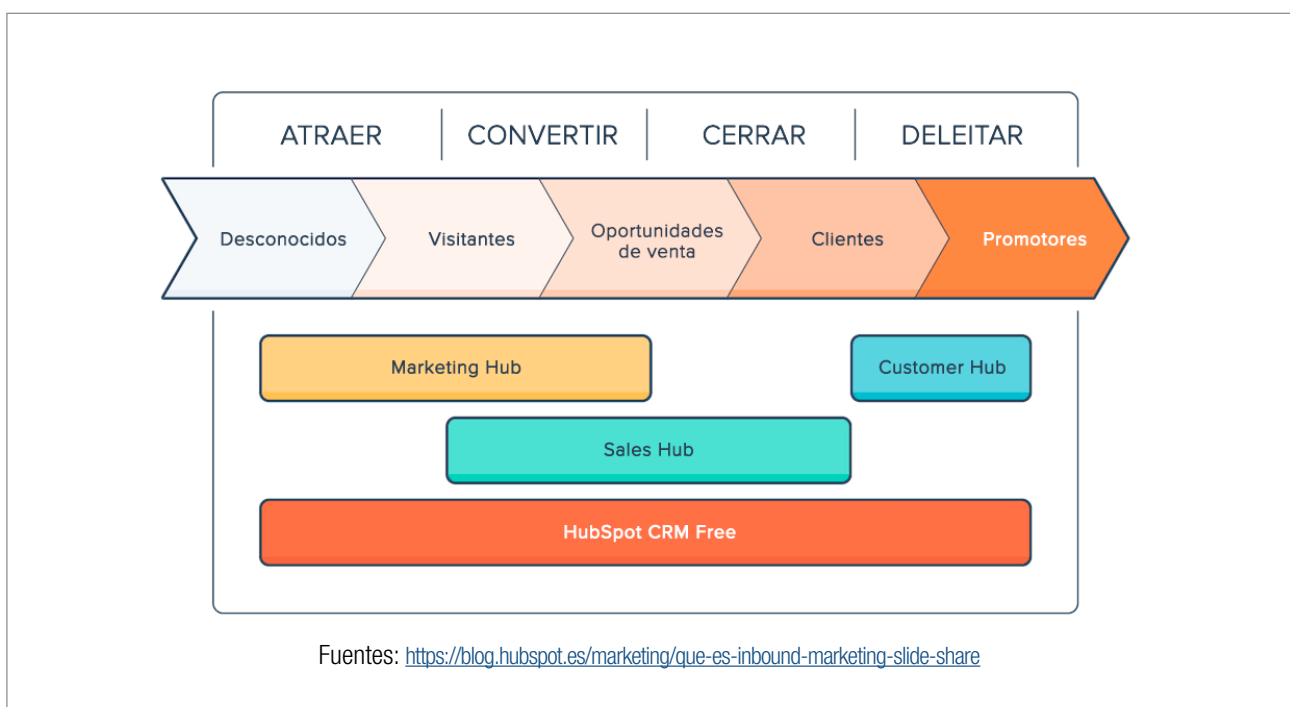 ATRAER
CONVERTIR
CERRAR
DELEITAR
Desconocidos
Visitantes
Oportunidades
de venta
Clientes
Promotores
Marketing Hub
Customer Hub
Sales Hub
HubSpot CRM Free
Fuentes: https://blog.hubspot.es/marketing/que-es-inbound-marketing-slide-share